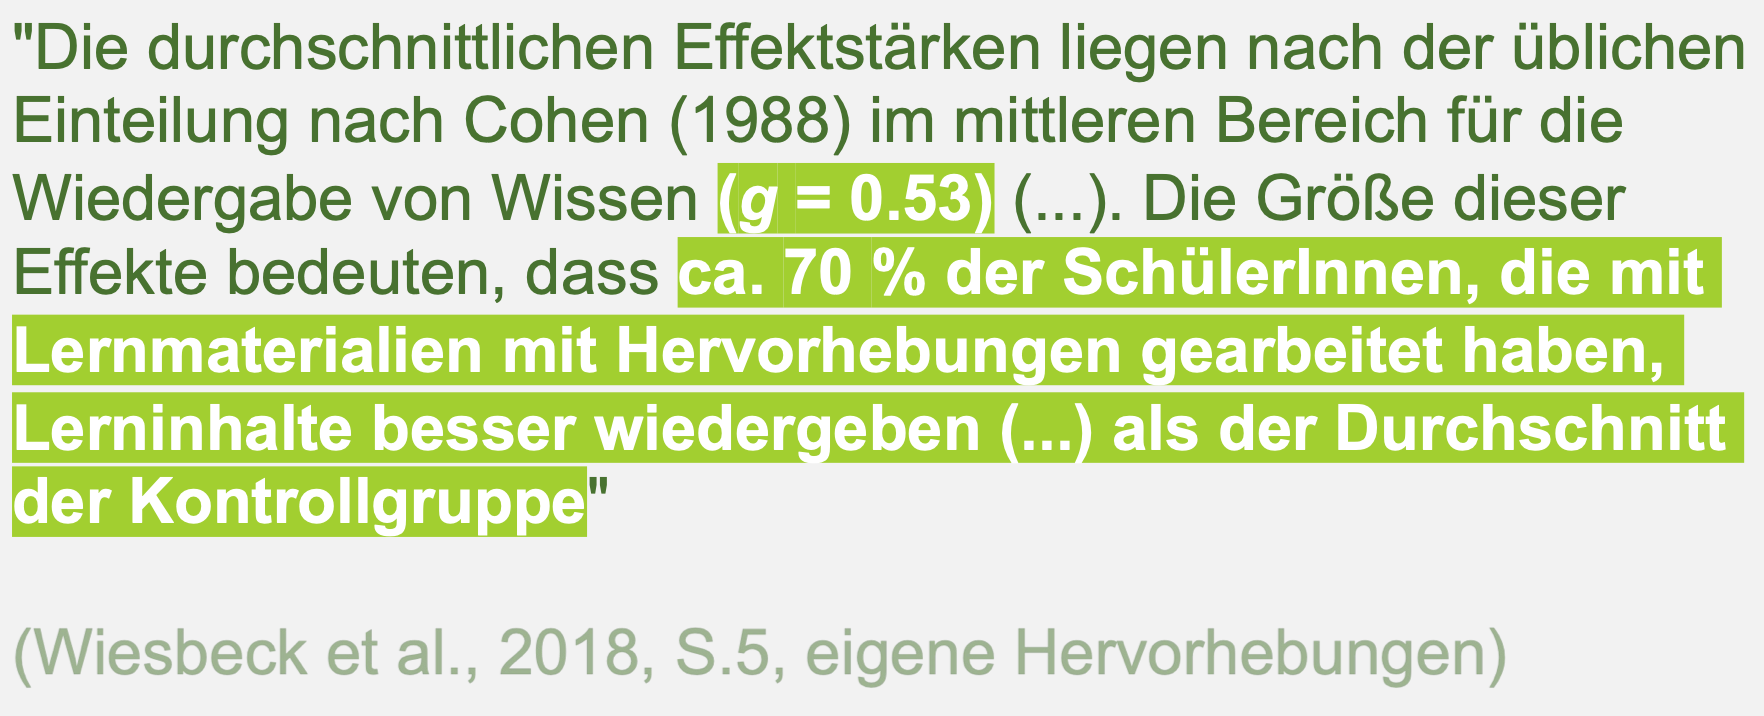 "Die durchschnittlichen Effektstärken liegen nach der üblichen
Einteilung nach Cohen (1988) im mittleren Bereich für die
Wiedergabe von Wissen (g = 0.53) (...). Die Größe dieser
Effekte bedeuten, dass ca. 70 % der SchülerInnen, die mit
Lernmaterialien mit Hervorhebungen gearbeitet haben,
Lerninhalte besser wiedergeben (...) als der Durchschnitt
der Kontrollgruppe"
(Wiesbeck et al., 2018, S.5, eigene Hervorhebungen)